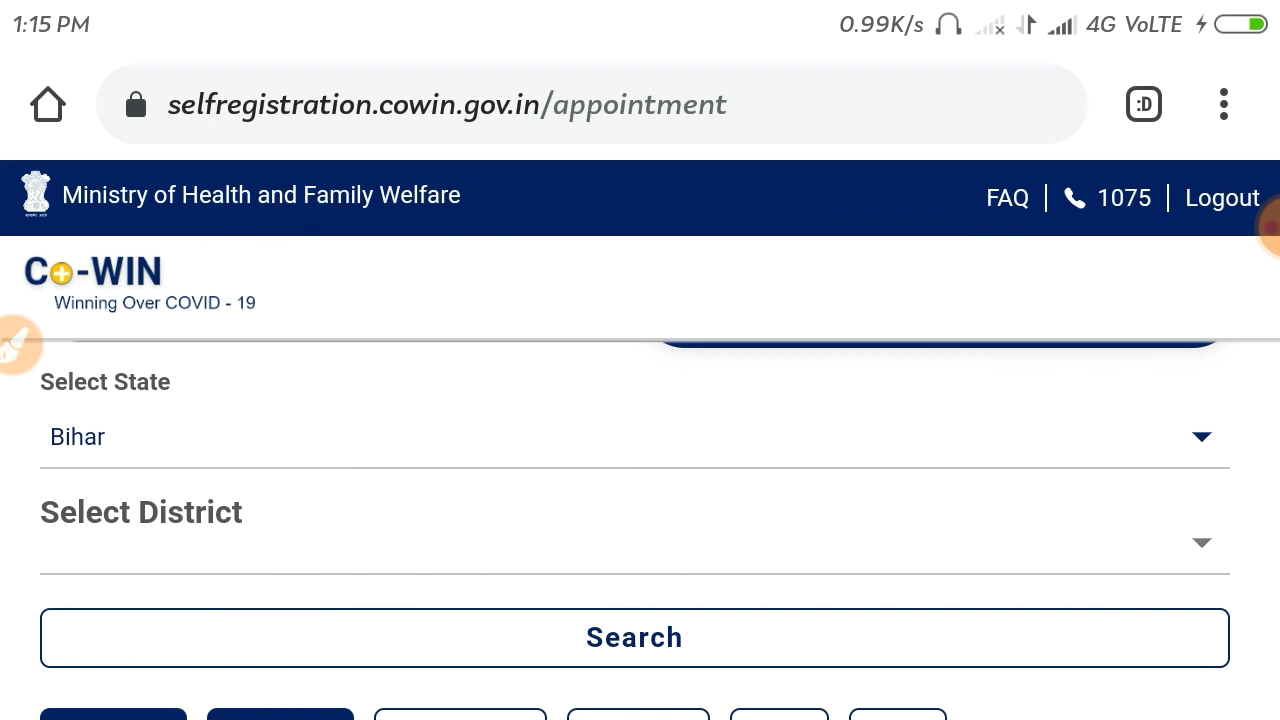 1:15 PM 0.99K/s 4G VoLTE
selfregistration.cowin.gov.in/appointment :D
Ministry of Health and Family Welfare FAQ | 1075 | Logout
Co-WIN
Winning Over COVID - 19
Select State
Bihar
Select District
Search